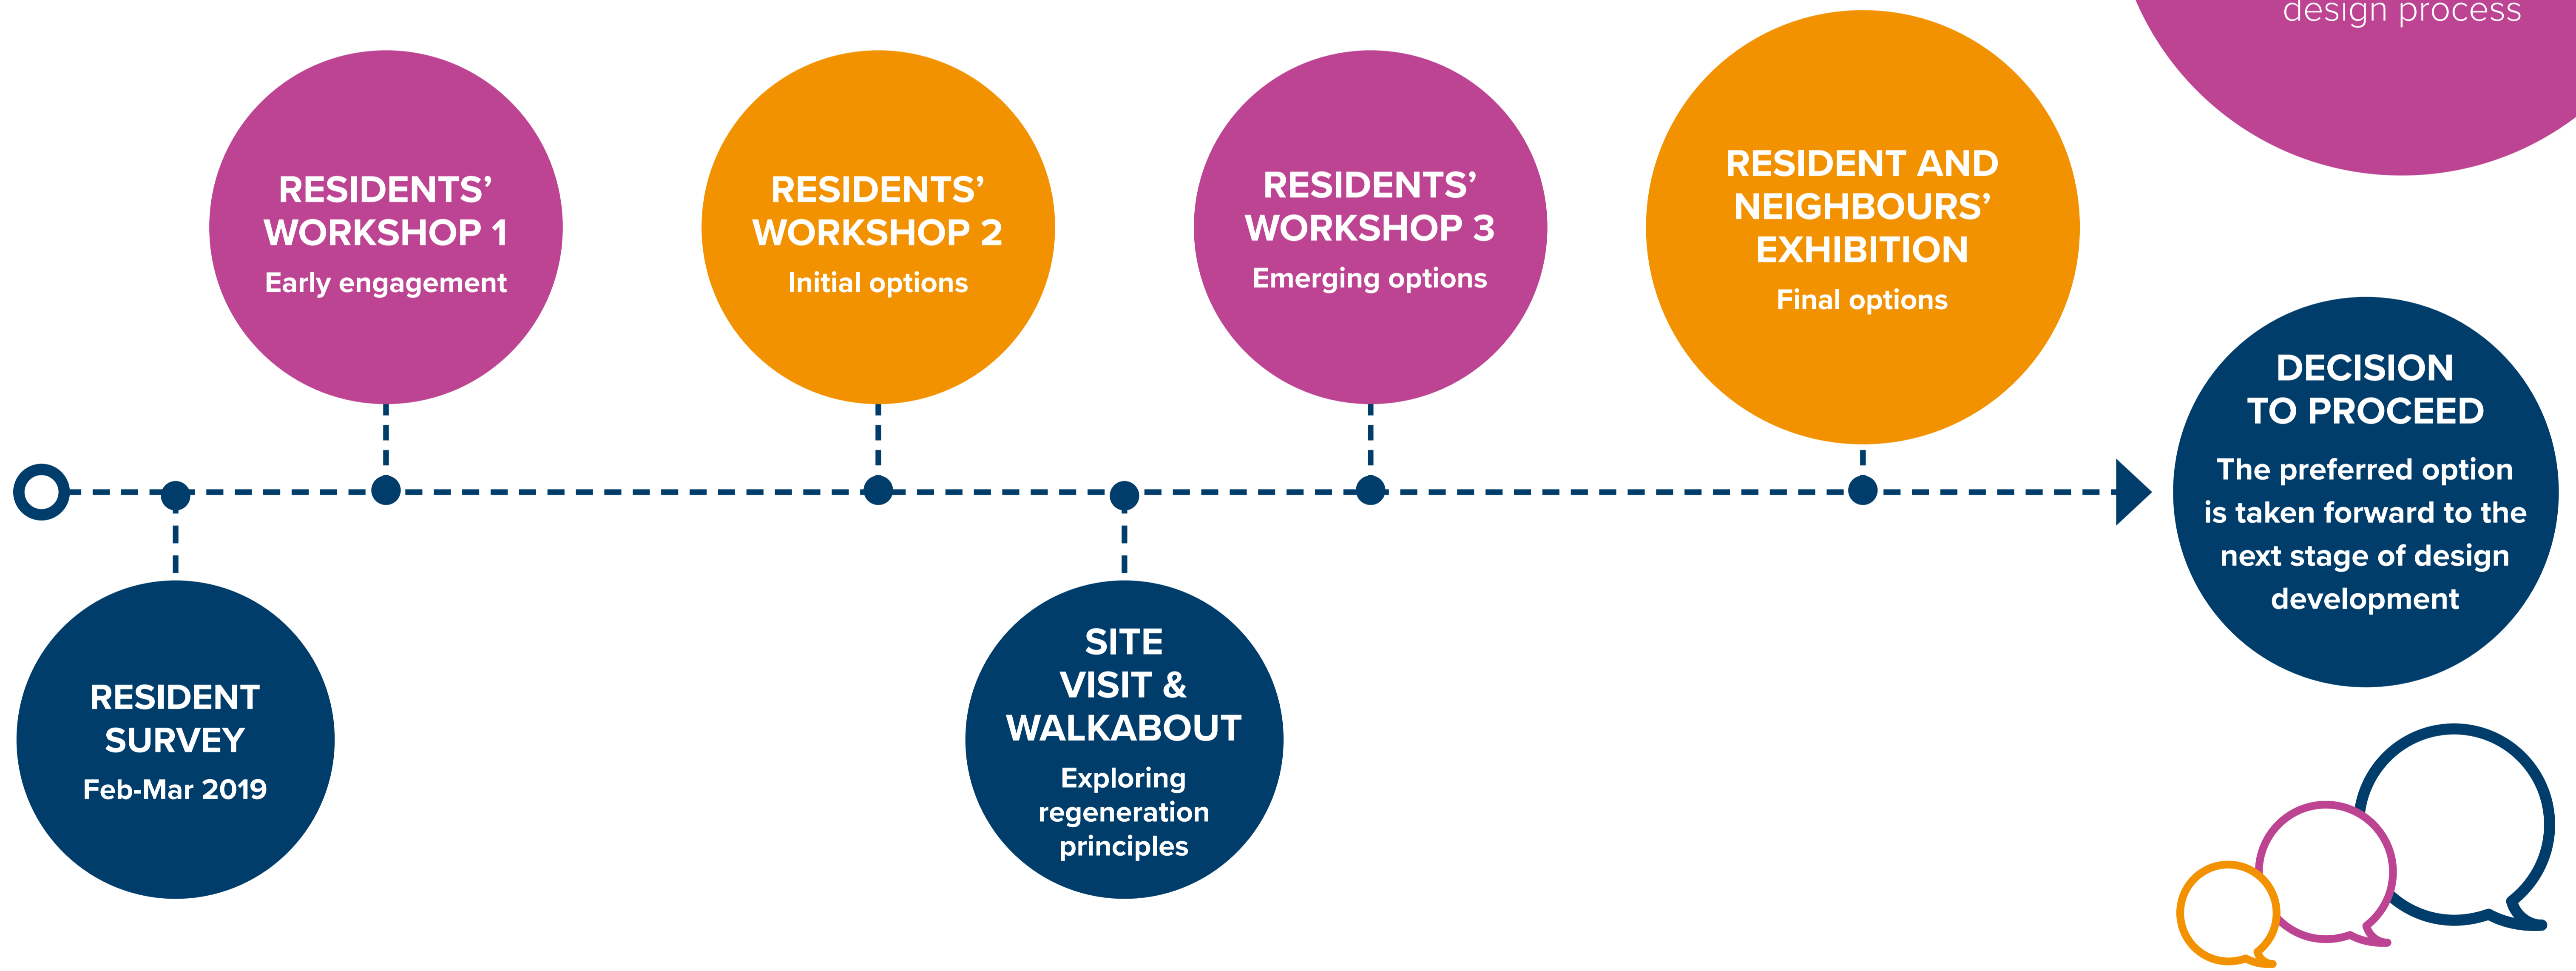 design process
RESIDENTS’
WORKSHOP 1
Early engagement
RESIDENTS’
WORKSHOP 2
Initial options
RESIDENTS’
WORKSHOP 3
Emerging options
RESIDENT AND
NEIGHBOURS’
EXHIBITION
Final options
DECISION
TO PROCEED
The preferred option
is taken forward to the
next stage of design
development
RESIDENT
SURVEY
Feb-Mar 2019
SITE
VISIT &
WALKABOUT
Exploring
regeneration
principles